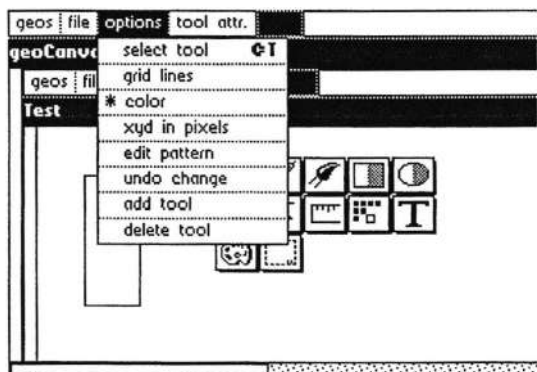 geos file options tool attr.
geoCanv
select tool C=T
geos fil
grid lines
Test
* color
xyd in pixels
edit pattern
undo change
add tool
delete tool
T